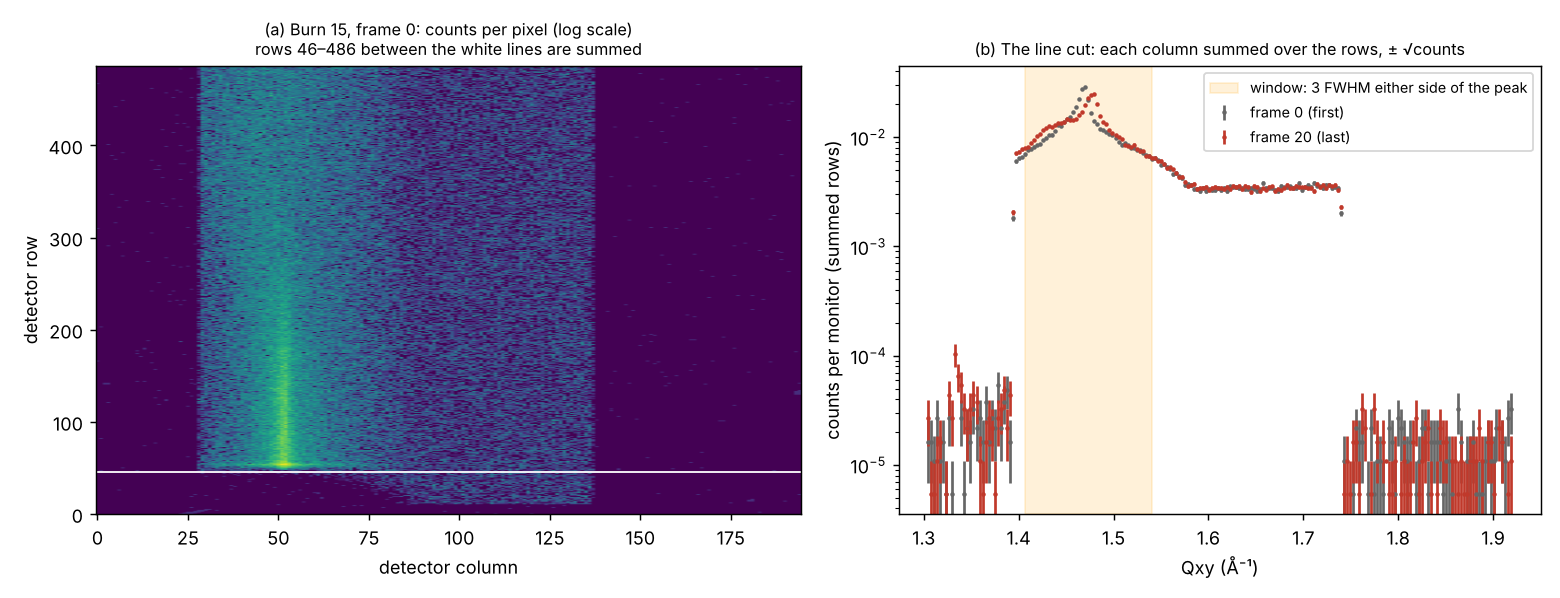 (a) Burn 15, frame 0: counts per pixel (log scale)
rows 46–486 between the white lines are summed
detector row
400
300
200
100
0
0 25 50 75 100 125 150 175
detector column
(b) The line cut: each column summed over the rows, ± √counts
window: 3 FWHM either side of the peak
frame 0 (first)
frame 20 (last)
counts per monitor (summed rows)
10⁻²
10⁻³
10⁻⁴
10⁻⁵
1.3 1.4 1.5 1.6 1.7 1.8 1.9
Qxy (Å⁻¹)